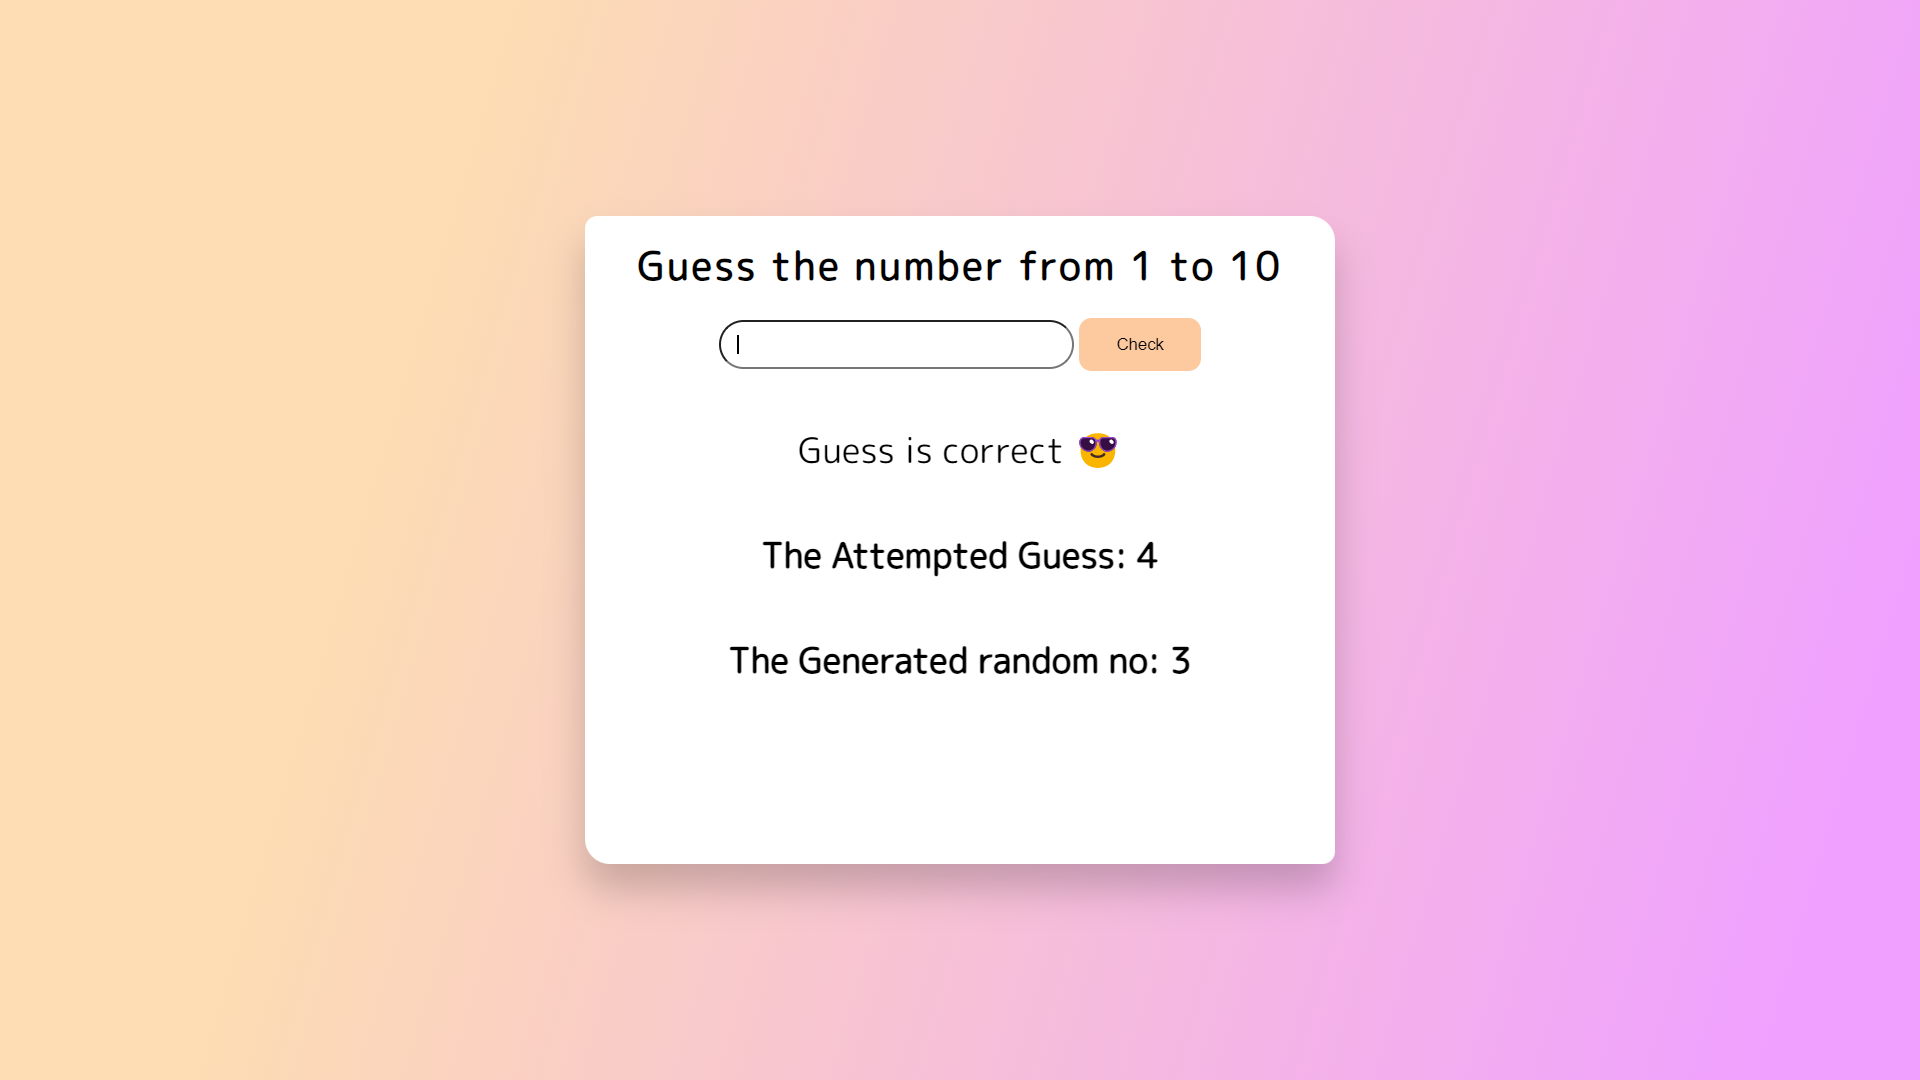 Guess the number from 1 to 10
Check
Guess is correct 😎
The Attempted Guess: 4
The Generated random no: 3